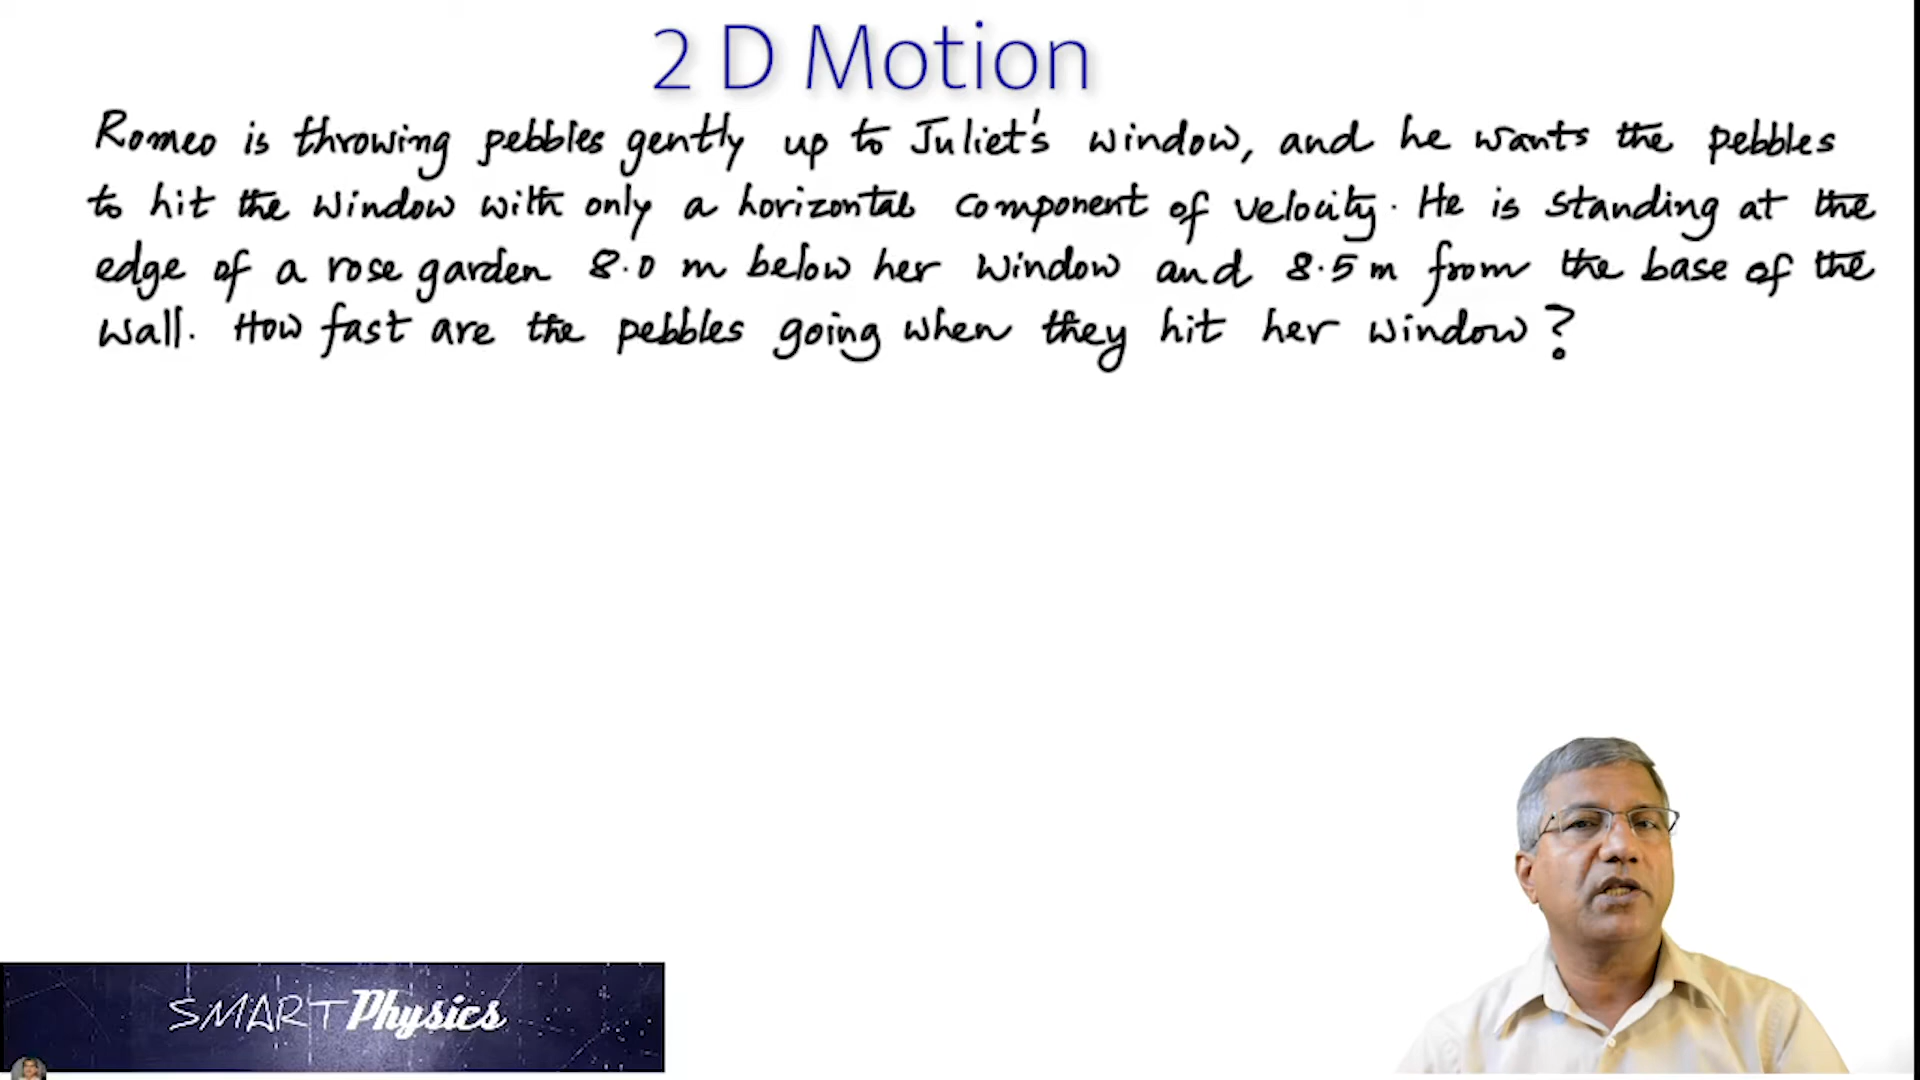 2 D Motion
Romeo is throwing pebbles gently up to Juliet's window, and he wants the pebbles
to hit the window with only a horizontal component of velocity. He is standing at the
edge of a rose garden 8.0 m below her window and 8.5 m from the base of the
wall. How fast are the pebbles going when they hit her window?
SMART Physics